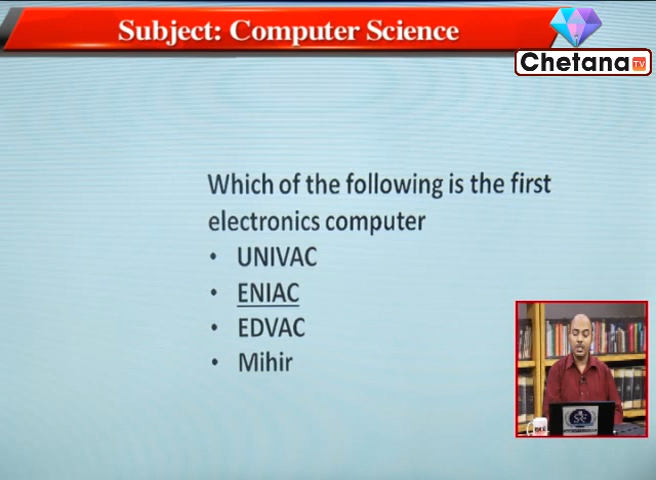 Subject: Computer Science
Chetana TV
Which of the following is the first
electronics computer
• UNIVAC
• ENIAC
• EDVAC
• Mihir